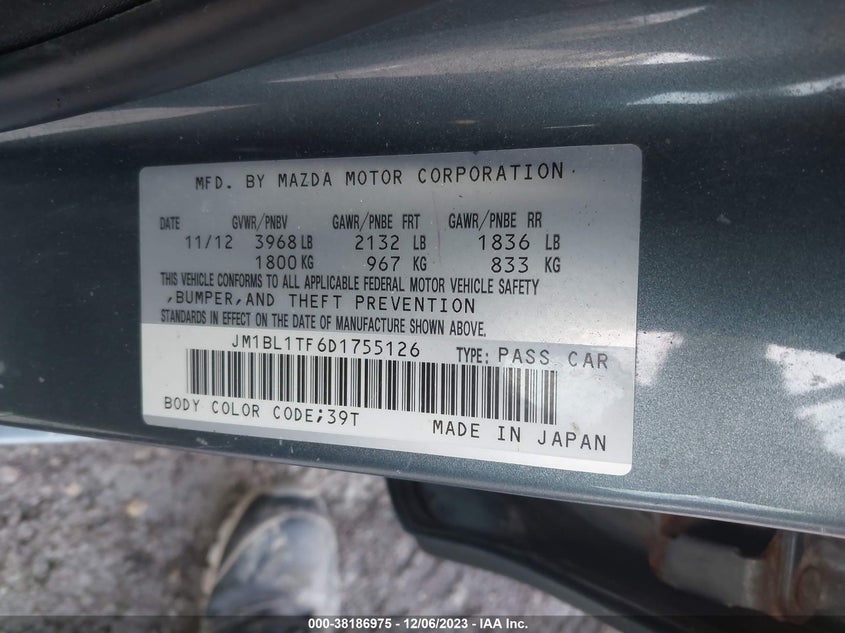 MFD. BY MAZDA MOTOR CORPORATION
DATE GVWR/PNBV GAWR/PNBE FRT GAWR/PNBE RR
11/12 3968 LB 2132 LB 1836 LB
1800 KG 967 KG 833 KG
THIS VEHICLE CONFORMS TO ALL APPLICABLE FEDERAL MOTOR VEHICLE SAFETY
,BUMPER,AND THEFT PREVENTION
STANDARDS IN EFFECT ON THE DATE OF MANUFACTURE SHOWN ABOVE.
JM1BL1TF6D1755126 TYPE: PASS CAR
BODY COLOR CODE;39T
MADE IN JAPAN
000-38186975 - 12/06/2023 - IAA Inc.